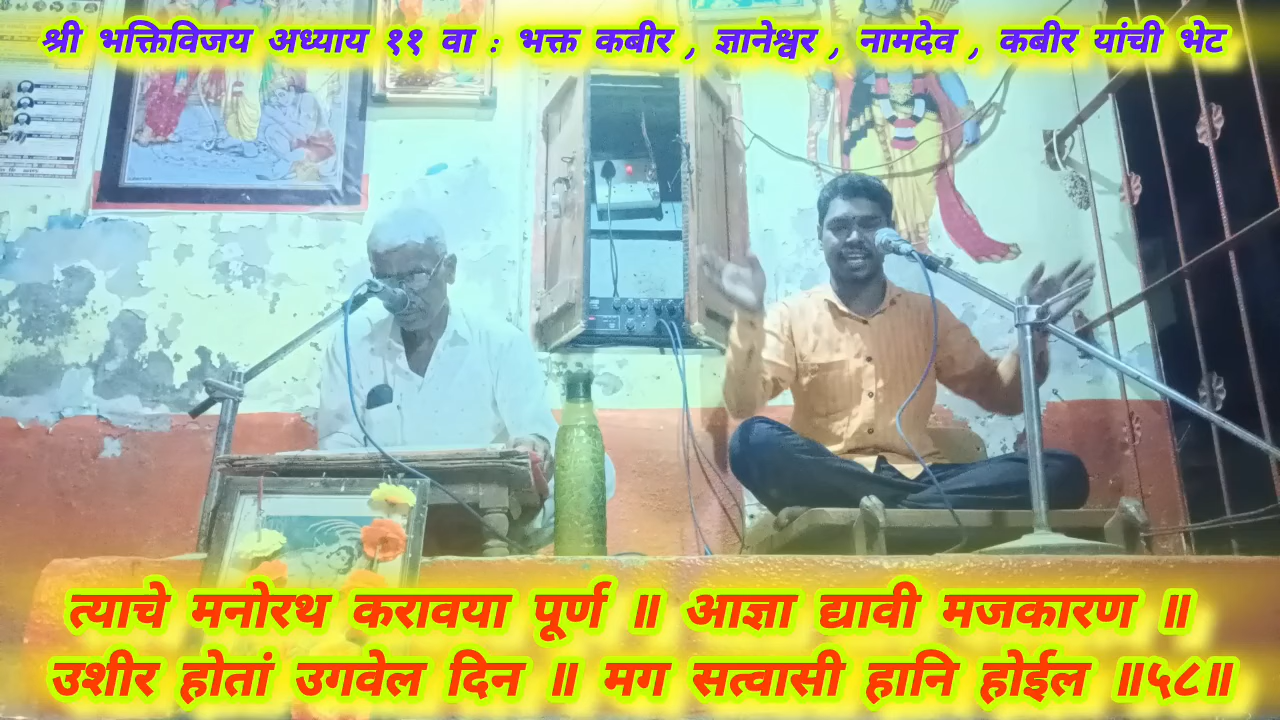 श्री भक्तिविजय अध्याय ११ वा : भक्त कबीर , ज्ञानेश्वर , नामदेव , कबीर यांची भेट
त्याचे मनोरथ करावया पूर्ण ॥ आज्ञा द्यावी मजकारण ॥
उशीर होतां उगवेल दिन ॥ मग सत्वासी हानि होईल ॥५८॥